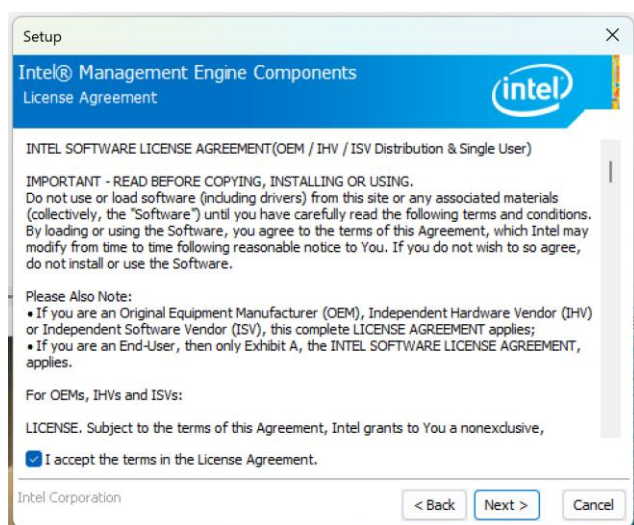 Setup
Intel® Management Engine Components
License Agreement
intel
INTEL SOFTWARE LICENSE AGREEMENT(OEM / IHV / ISV Distribution & Single User)
IMPORTANT - READ BEFORE COPYING, INSTALLING OR USING.
Do not use or load software (including drivers) from this site or any associated materials
(collectively, the "Software") until you have carefully read the following terms and conditions.
By loading or using the Software, you agree to the terms of this Agreement, which Intel may
modify from time to time following reasonable notice to You. If you do not wish to so agree,
do not install or use the Software.
Please Also Note:
• If you are an Original Equipment Manufacturer (OEM), Independent Hardware Vendor (IHV)
or Independent Software Vendor (ISV), this complete LICENSE AGREEMENT applies;
• If you are an End-User, then only Exhibit A, the INTEL SOFTWARE LICENSE AGREEMENT,
applies.
For OEMs, IHVs and ISVs:
LICENSE. Subject to the terms of this Agreement, Intel grants to You a nonexclusive,
I accept the terms in the License Agreement.
Intel Corporation
< Back
Next >
Cancel